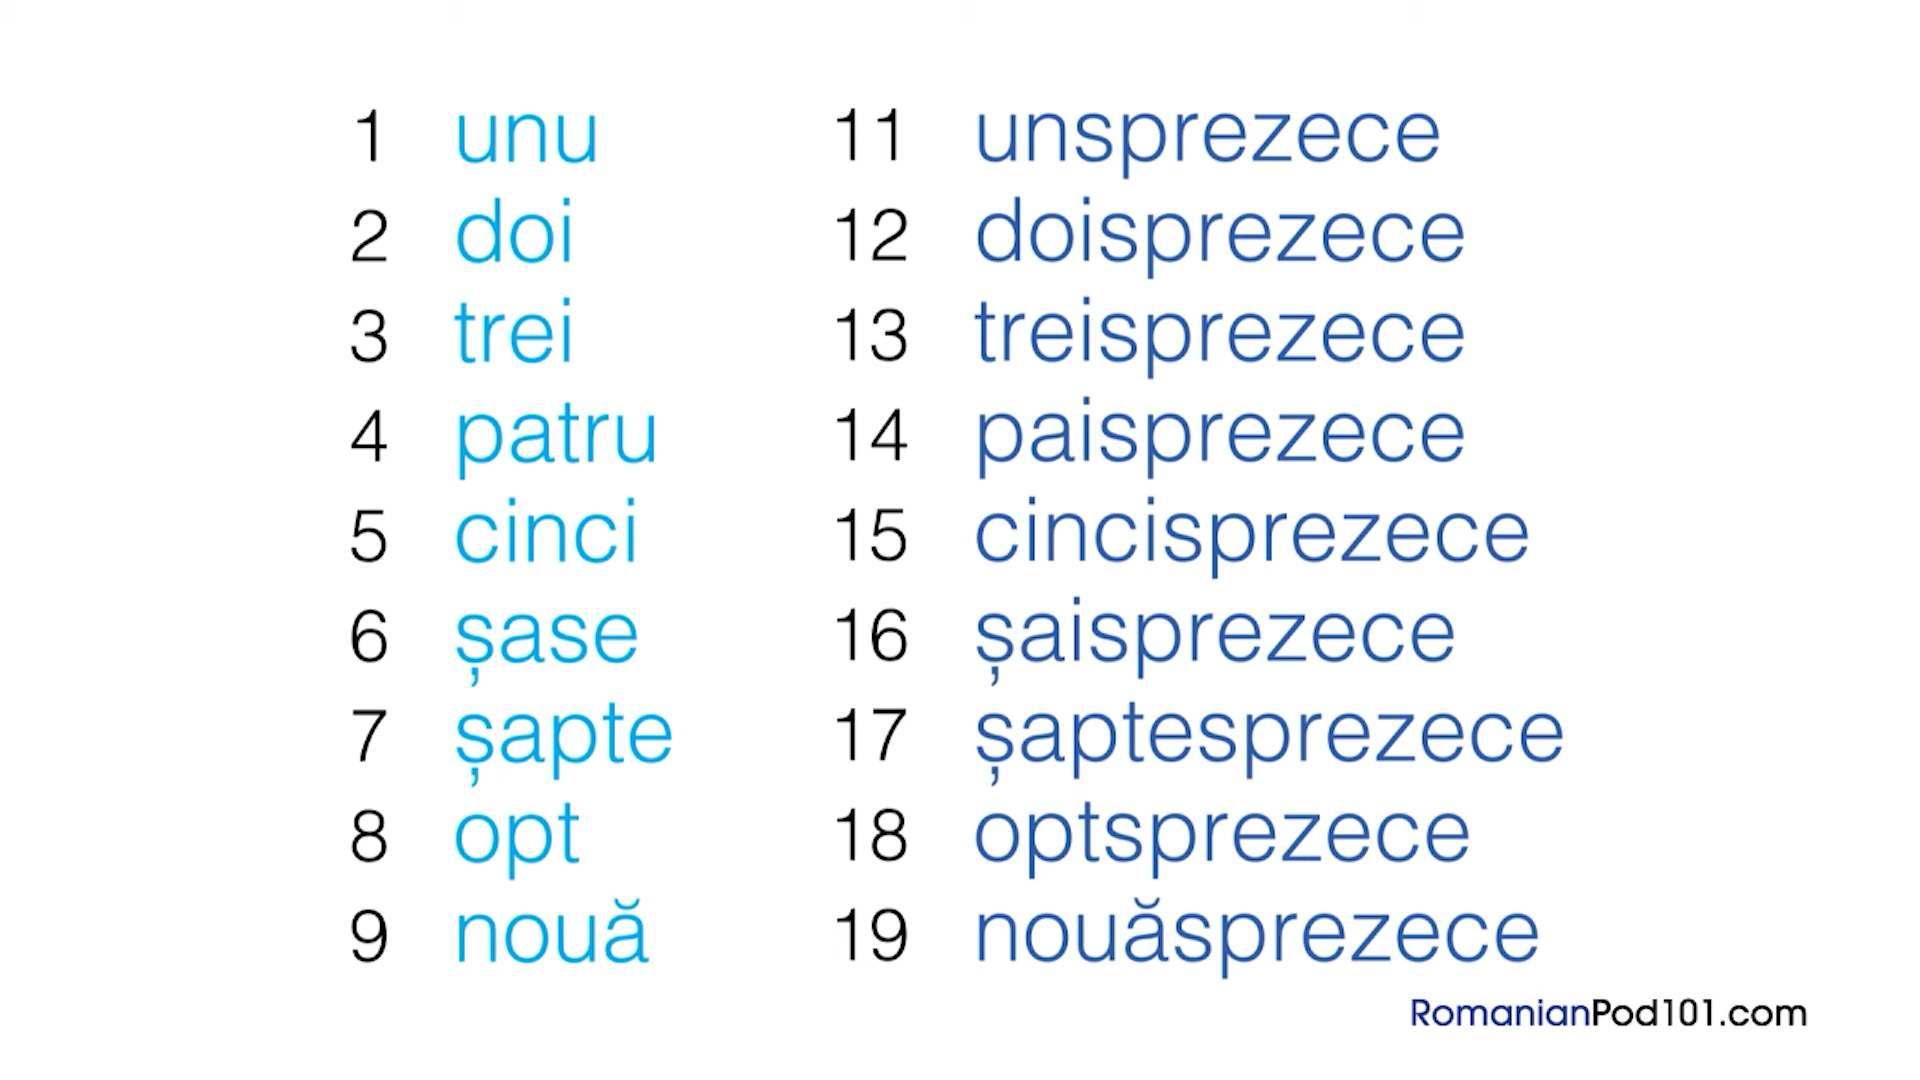 1 unu 11 unsprezece
2 doi 12 doisprezece
3 trei 13 treisprezece
4 patru 14 paisprezece
5 cinci 15 cincisprezece
6 șase 16 șaisprezece
7 șapte 17 șaptesprezece
8 opt 18 optsprezece
9 nouă 19 nouăsprezece
RomanianPod101.com